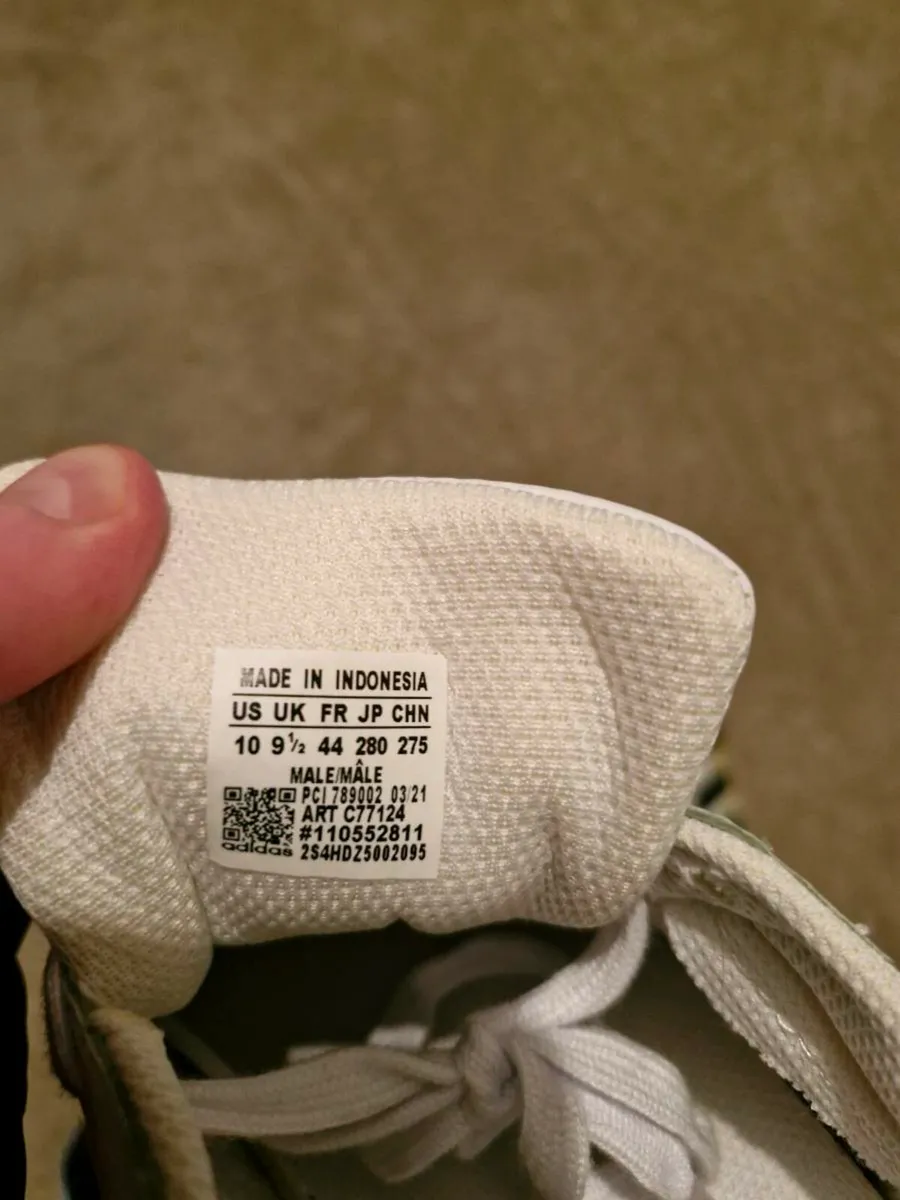 MADE IN INDONESIA
US UK FR JP CHN
10 9½ 44 280 275
MALE/MÂLE
PCI 789002 03/21
ART C77124
#110552811
adidas 2S4HDZ5002095